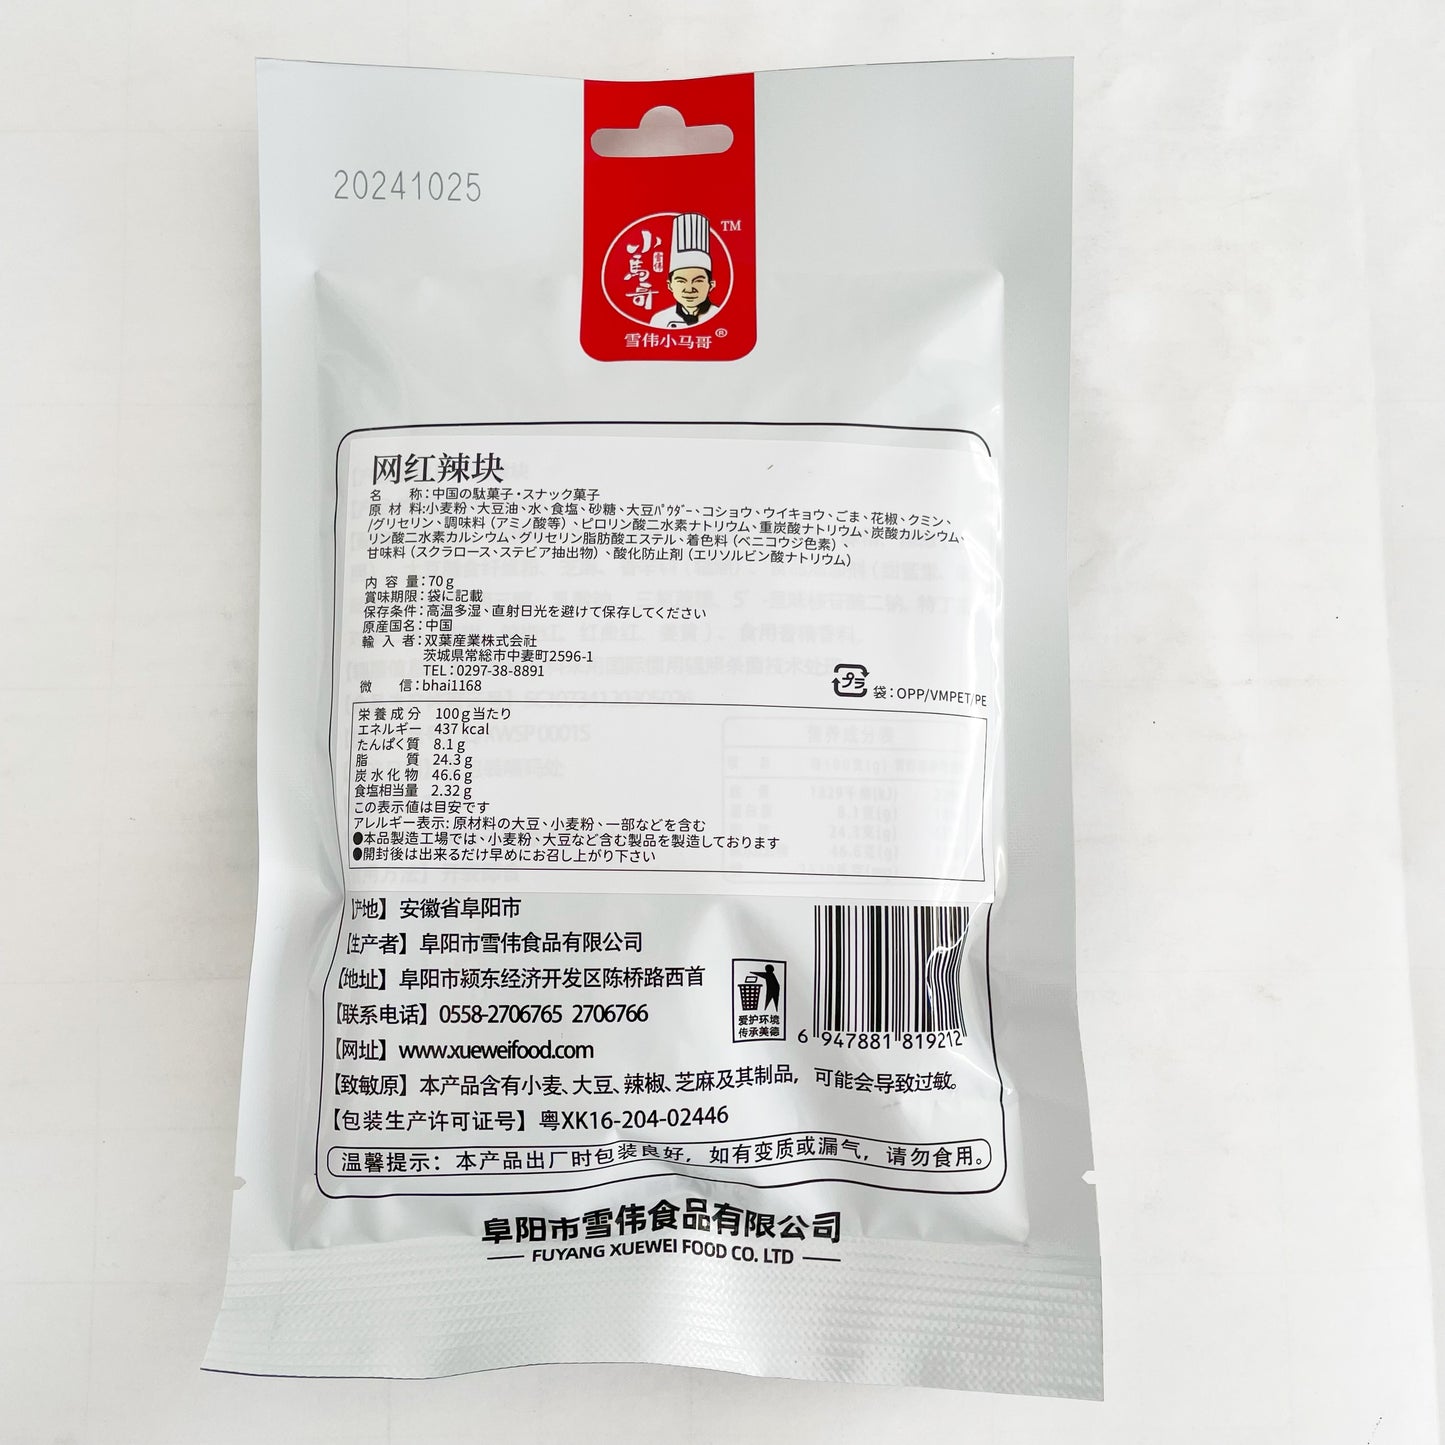 20241025
TM
小馬哥
雪伟
雪伟小马哥®
网红辣块
名 称:中国の駄菓子・スナック菓子
原 材 料:小麦粉、大豆油、水、食塩、砂糖、大豆ﾊﾟｳﾀﾞｰ、コショウ、ウイキョウ、ごま、花椒、クミン、
/グリセリン、調味料(アミノ酸等)、ピロリン酸二水素ナトリウム、重炭酸ナトリウム、炭酸カルシウム、
リン酸二水素カルシウム、グリセリン脂肪酸エステル、着色料(ベニコウジ色素)、
甘味料(スクラロース、ステビア抽出物)、酸化防止剤(エリソルビン酸ナトリウム)
内 容 量:70g
賞味期限:袋に記載
保存条件:高温多湿、直射日光を避けて保存してください
原産国名:中国
輸 入 者:双葉産業株式会社
茨城県常総市中妻町2596-1
TEL:0297-38-8891
微 信:bhai1168
プラ 袋:OPP/VMPET/PE
栄養成分 100g当たり
エネルギー 437kcal
たんぱく質 8.1g
脂 質 24.3g
炭水化物 46.6g
食塩相当量 2.32g
この表示値は目安です
アレルギー表示:原材料の大豆、小麦粉、一部などを含む
●本品製造工場では、小麦粉、大豆など含む製品を製造しております
●開封後は出来るだけ早めにお召し上がり下さい
【产地】安徽省阜阳市
【生产者】阜阳市雪伟食品有限公司
【地址】阜阳市颍东经济开发区陈桥路西首
【联系电话】0558-2706765 2706766
【网址】www.xueweifood.com
爱护环境
传承美德
6 947881 819212
【致敏原】本产品含有小麦、大豆、辣椒、芝麻及其制品，可能会导致过敏。
【包装生产许可证号】粤XK16-204-02446
温馨提示：本产品出厂时包装良好，如有变质或漏气，请勿食用。
阜阳市雪伟食品有限公司
FUYANG XUEWEI FOOD CO. LTD